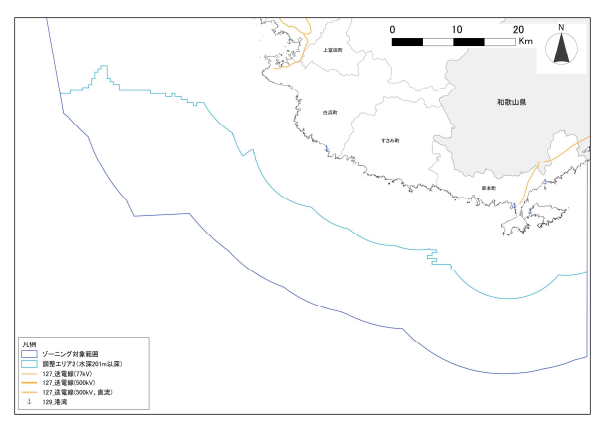 0 10 20
Km
N
上富田町
和歌山県
白浜町
すさみ町
串本町
凡例
ゾーニング対象範囲
調整エリア2(水深201m以深)
127_送電線(77kV)
127_送電線(500kV)
127_送電線(500kV、直流)
129_港湾